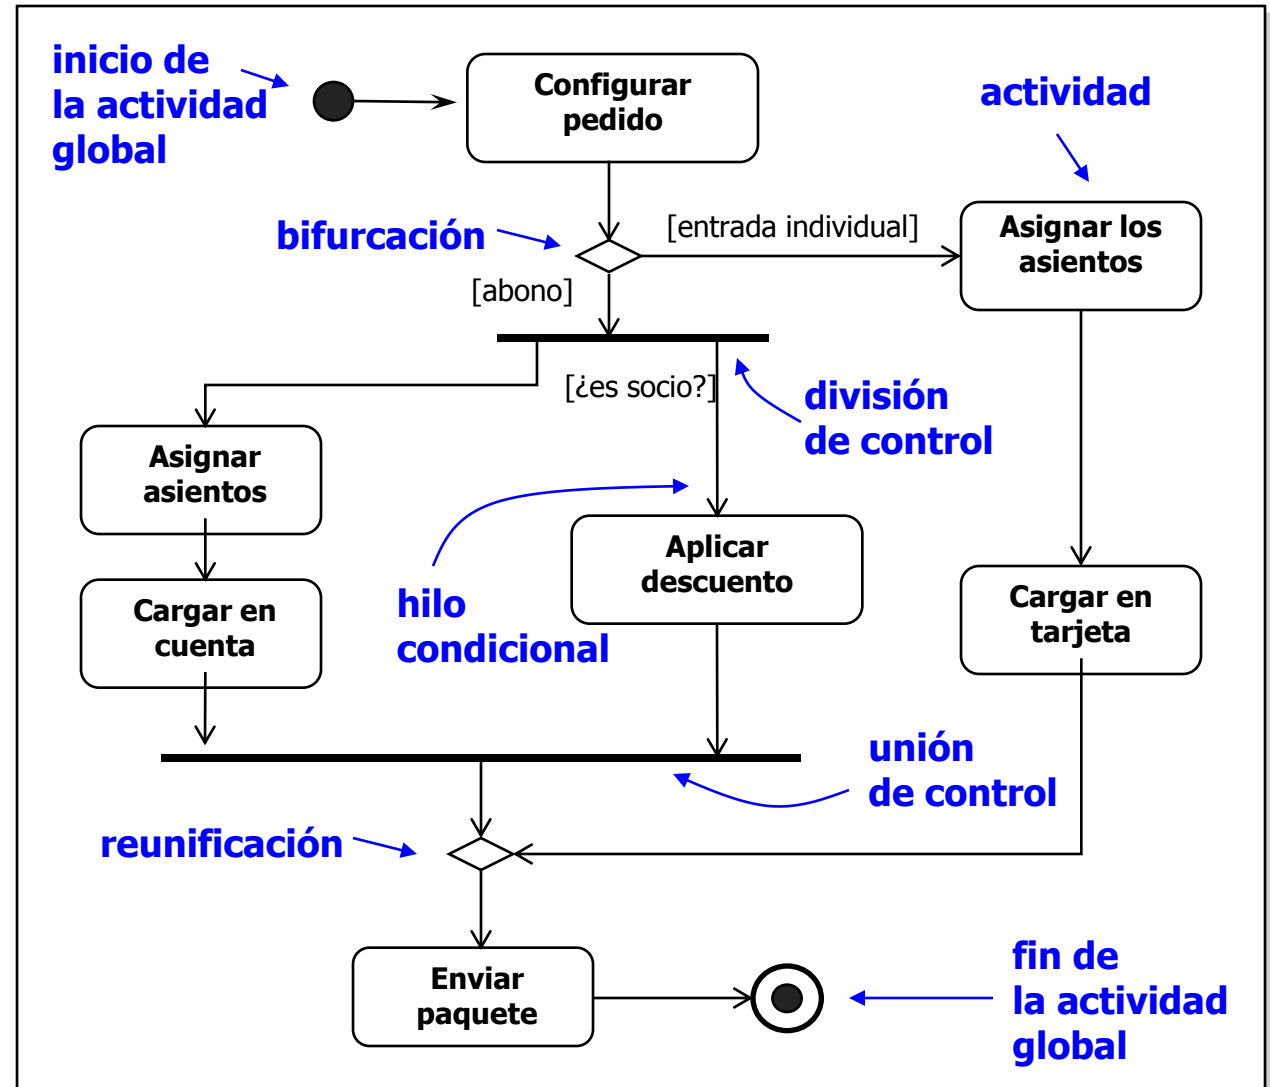 inicio de
la actividad
global
Configurar
pedido
actividad
bifurcación
[entrada individual]
Asignar los
asientos
[abono]
[¿es socio?]
división
de control
Asignar
asientos
Aplicar
descuento
hilo
condicional
Cargar en
cuenta
Cargar en
tarjeta
unión
de control
reunificación
Enviar
paquete
fin de
la actividad
global